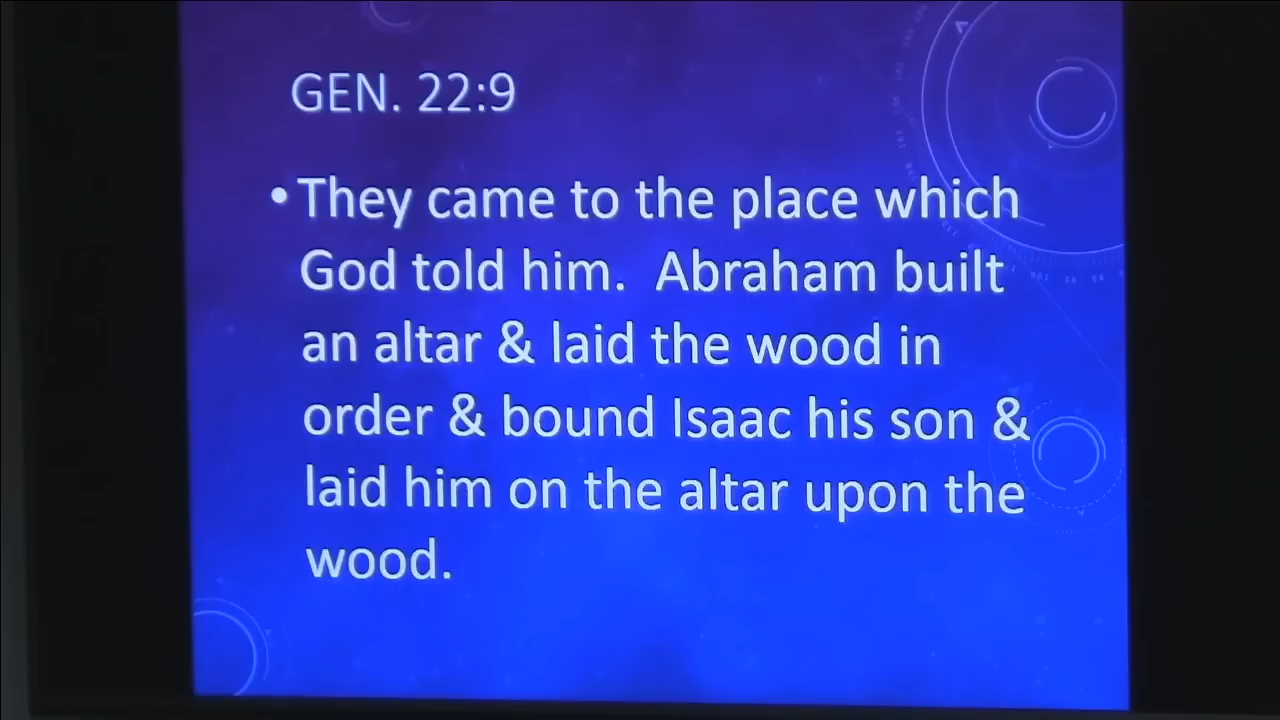 GEN. 22:9
• They came to the place which
God told him.  Abraham built
an altar & laid the wood in
order & bound Isaac his son &
laid him on the altar upon the
wood.